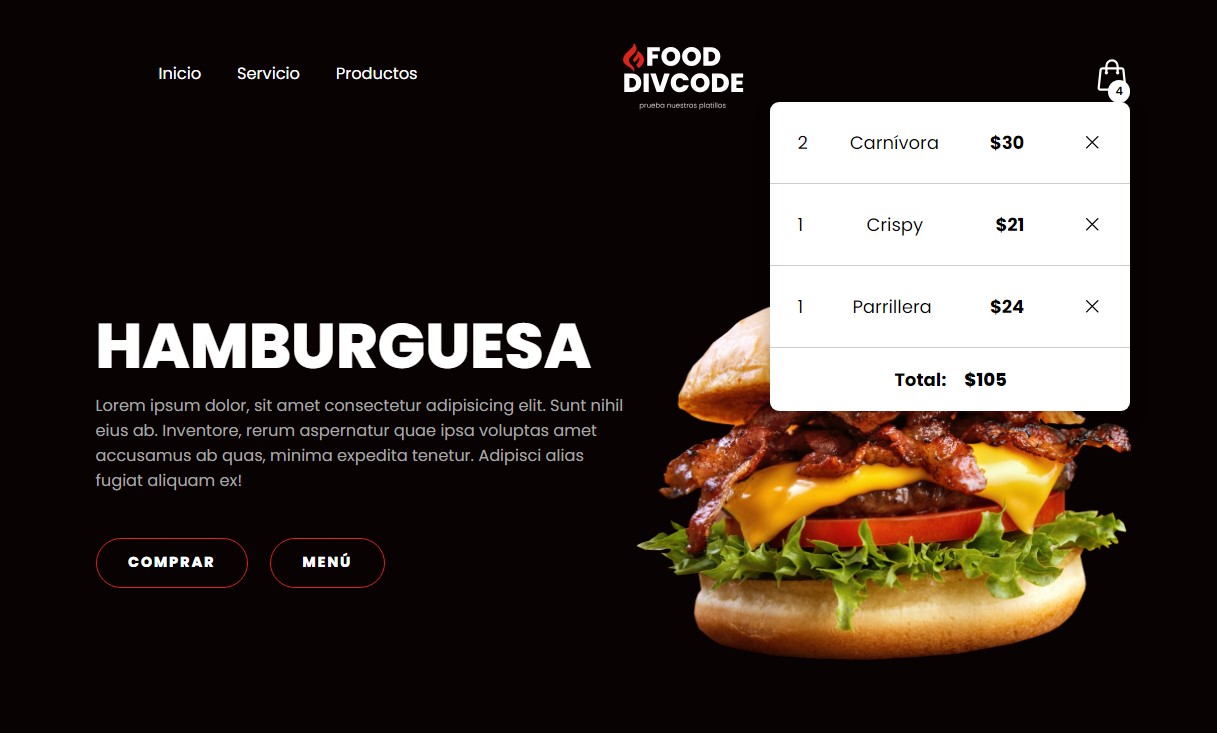 Inicio Servicio Productos
FOOD
DIVCODE
prueba nuestros platillos
4
2 Carnívora $30
1 Crispy $21
1 Parrillera $24
Total: $105
HAMBURGUESA
Lorem ipsum dolor, sit amet consectetur adipisicing elit. Sunt nihil
eius ab. Inventore, rerum aspernatur quae ipsa voluptas amet
accusamus ab quas, minima expedita tenetur. Adipisci alias
fugiat aliquam ex!
COMPRAR MENÚ